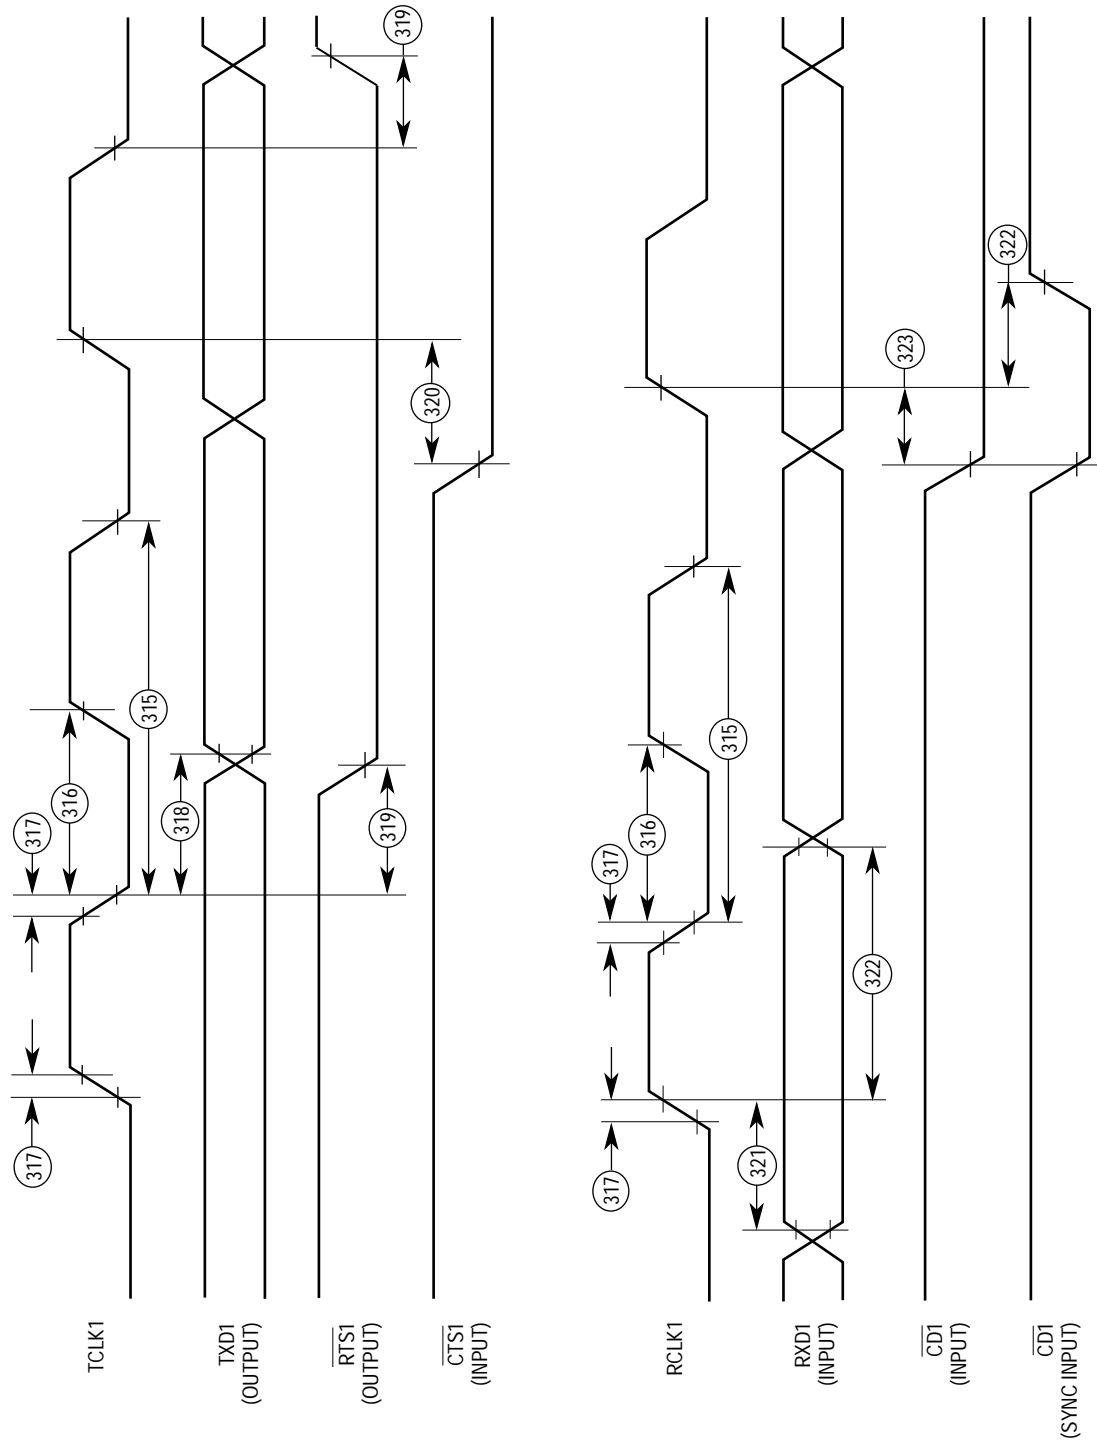 317
317
316
TCLK1
315
318
TXD1
(OUTPUT)
RTS1
(OUTPUT)
319
319
320
CTS1
(INPUT)
317
317
316
RCLK1
315
321
RXD1
(INPUT)
322
323
CD1
(INPUT)
322
CD1
(SYNC INPUT)